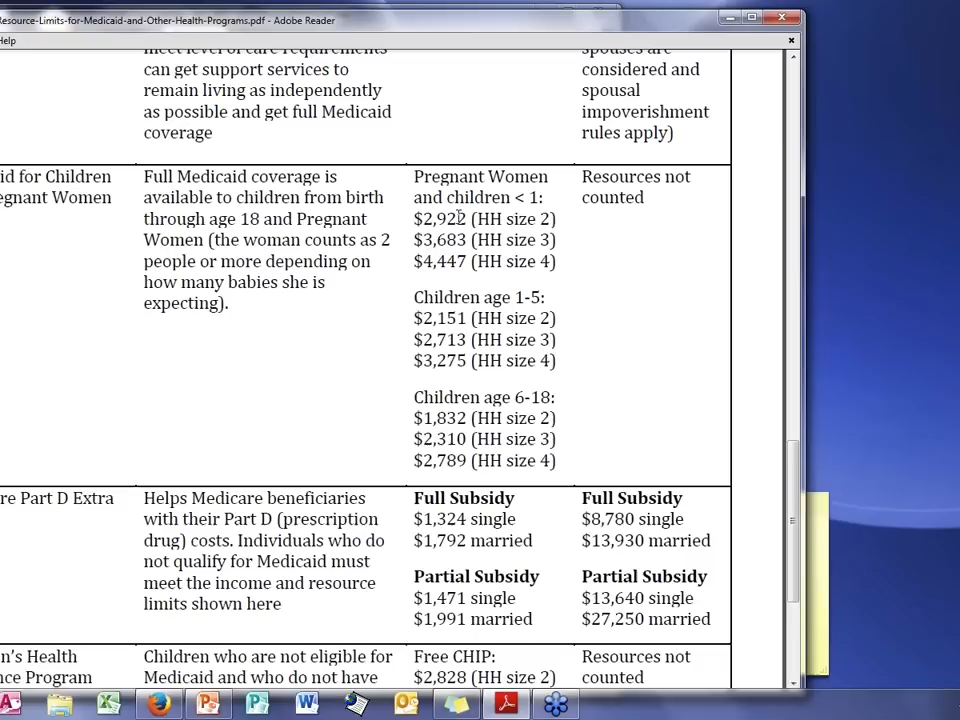 Resource-Limits-for-Medicaid-and-Other-Health-Programs.pdf - Adobe Reader
Help
meet level of care requirements
can get support services to
remain living as independently
as possible and get full Medicaid
coverage
spouses are
considered and
spousal
impoverishment
rules apply)
id for Children
egnant Women
Full Medicaid coverage is
available to children from birth
through age 18 and Pregnant
Women (the woman counts as 2
people or more depending on
how many babies she is
expecting).
Pregnant Women
and children < 1:
$2,922 (HH size 2)
$3,683 (HH size 3)
$4,447 (HH size 4)
Children age 1-5:
$2,151 (HH size 2)
$2,713 (HH size 3)
$3,275 (HH size 4)
Children age 6-18:
$1,832 (HH size 2)
$2,310 (HH size 3)
$2,789 (HH size 4)
Resources not
counted
re Part D Extra
Helps Medicare beneficiaries
with their Part D (prescription
drug) costs. Individuals who do
not qualify for Medicaid must
meet the income and resource
limits shown here
Full Subsidy
$1,324 single
$1,792 married
Partial Subsidy
$1,471 single
$1,991 married
Full Subsidy
$8,780 single
$13,930 married
Partial Subsidy
$13,640 single
$27,250 married
n's Health
nce Program
Children who are not eligible for
Medicaid and who do not have
Free CHIP:
$2,828 (HH size 2)
Resources not
counted